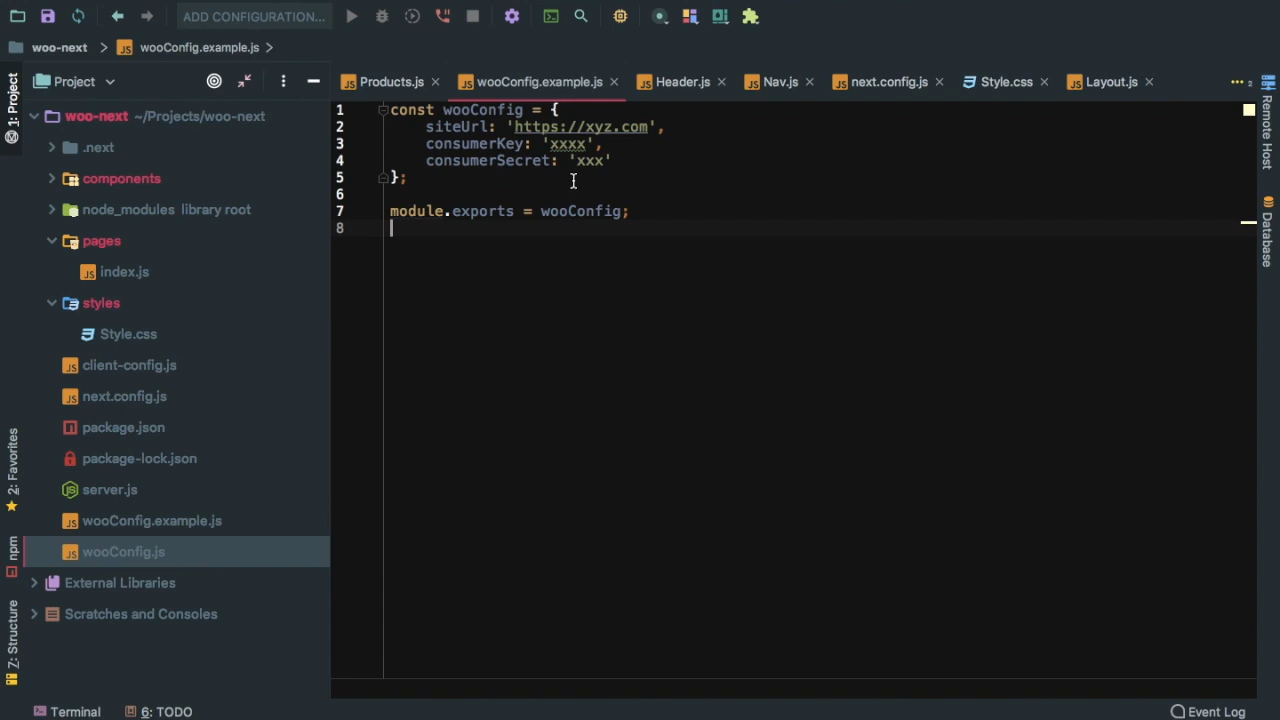 ADD CONFIGURATION...
woo-next
wooConfig.example.js
1: Project
Project
Products.js
wooConfig.example.js
Header.js
Nav.js
next.config.js
Style.css
Layout.js
2
woo-next ~/Projects/woo-next
.next
components
node_modules library root
pages
index.js
styles
Style.css
client-config.js
next.config.js
package.json
package-lock.json
server.js
wooConfig.example.js
wooConfig.js
External Libraries
Scratches and Consoles
1 const wooConfig = {
2 siteUrl: 'https://xyz.com',
3 consumerKey: 'xxxx',
4 consumerSecret: 'xxx'
5 };
6
7 module.exports = wooConfig;
8
2: Favorites
npm
Z: Structure
Remote Host
Database
Terminal
6: TODO
Event Log